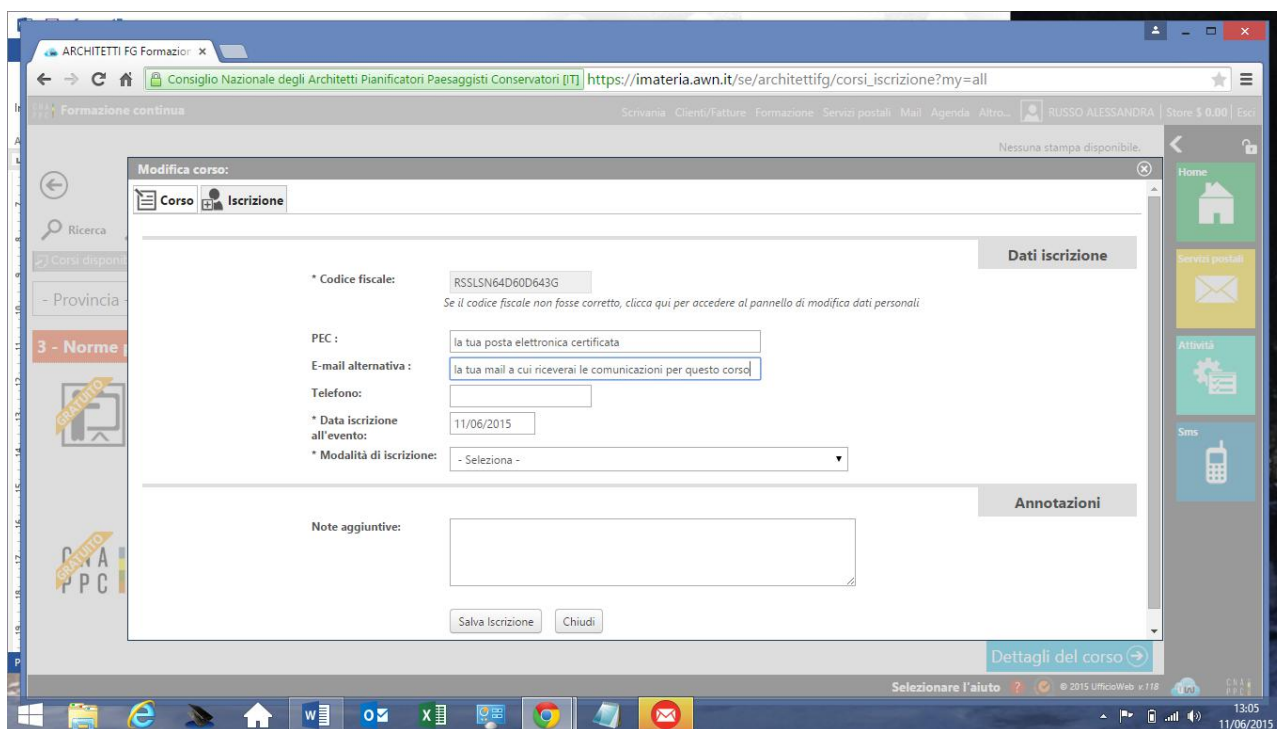 ARCHITETTI FG Formazion
Consiglio Nazionale degli Architetti Pianificatori Paesaggisti Conservatori [IT] https://imateria.awn.it/se/architettifg/corsi_iscrizione?my=all
Formazione continua
Scrivania Clienti/Fatture Formazione Servizi postali Mail Agenda Altro... RUSSO ALESSANDRA Store $ 0.00 Esci
Nessuna stampa disponibile.
Modifica corso:
Home
Corso Iscrizione
Ricerca
Dati iscrizione
Corsi disponib
Servizi postali
* Codice fiscale: RSSLSN64D60D643G
Se il codice fiscale non fosse corretto, clicca qui per accedere al pannello di modifica dati personali
- Provincia -
PEC : la tua posta elettronica certificata
3 - Norme p
Attività
E-mail alternativa : la tua mail a cui riceverai le comunicazioni per questo corso
Telefono:
GRATUITO
* Data iscrizione
all'evento: 11/06/2015
Sms
* Modalità di iscrizione: - Seleziona -
Annotazioni
Note aggiuntive:
GRATUITO
C N A
P P C
Salva Iscrizione Chiudi
Dettagli del corso
Selezionare l'aiuto ? © 2015 UfficioWeb v.118 uw CNA PPC
13:05
11/06/2015